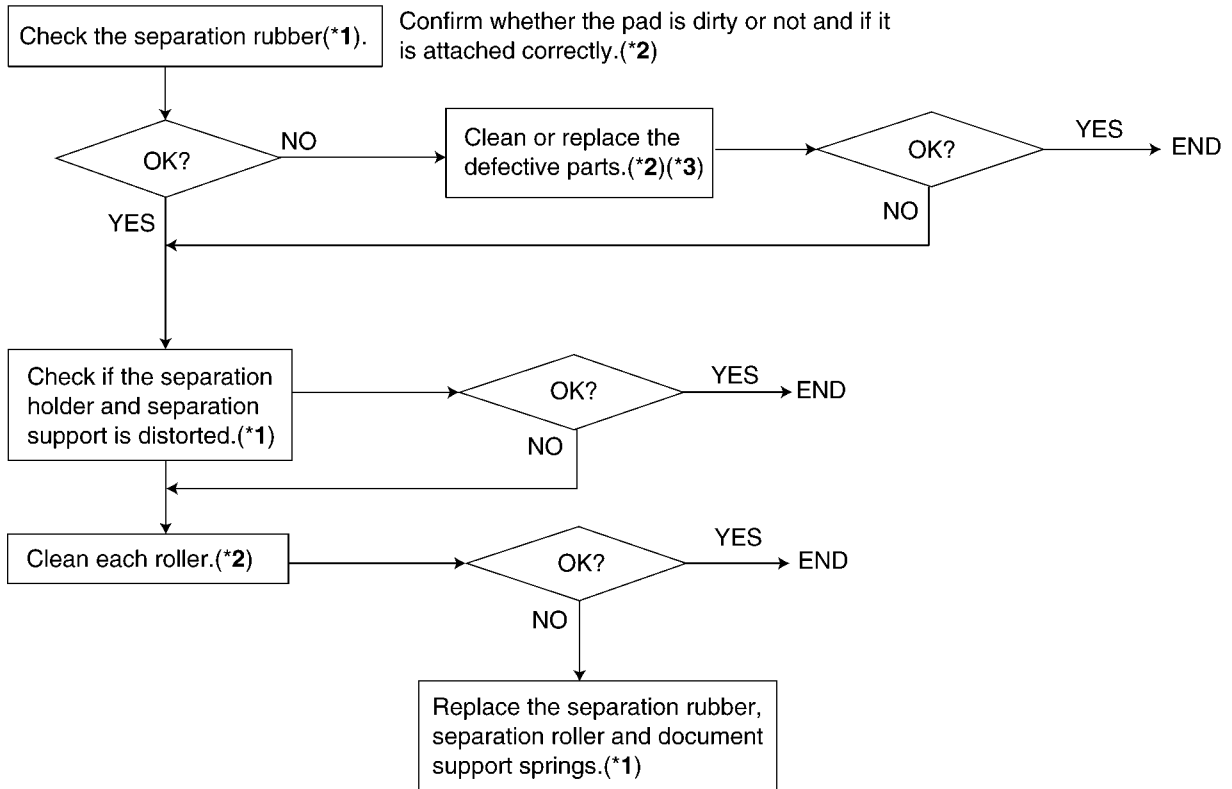 Check the separation rubber(*1).
Confirm whether the pad is dirty or not and if it
is attached correctly.(*2)
OK?
NO
Clean or replace the
defective parts.(*2)(*3)
OK?
YES
END
YES
NO
Check if the separation
holder and separation
support is distorted.(*1)
OK?
YES
END
NO
Clean each roller.(*2)
OK?
YES
END
NO
Replace the separation rubber,
separation roller and document
support springs.(*1)